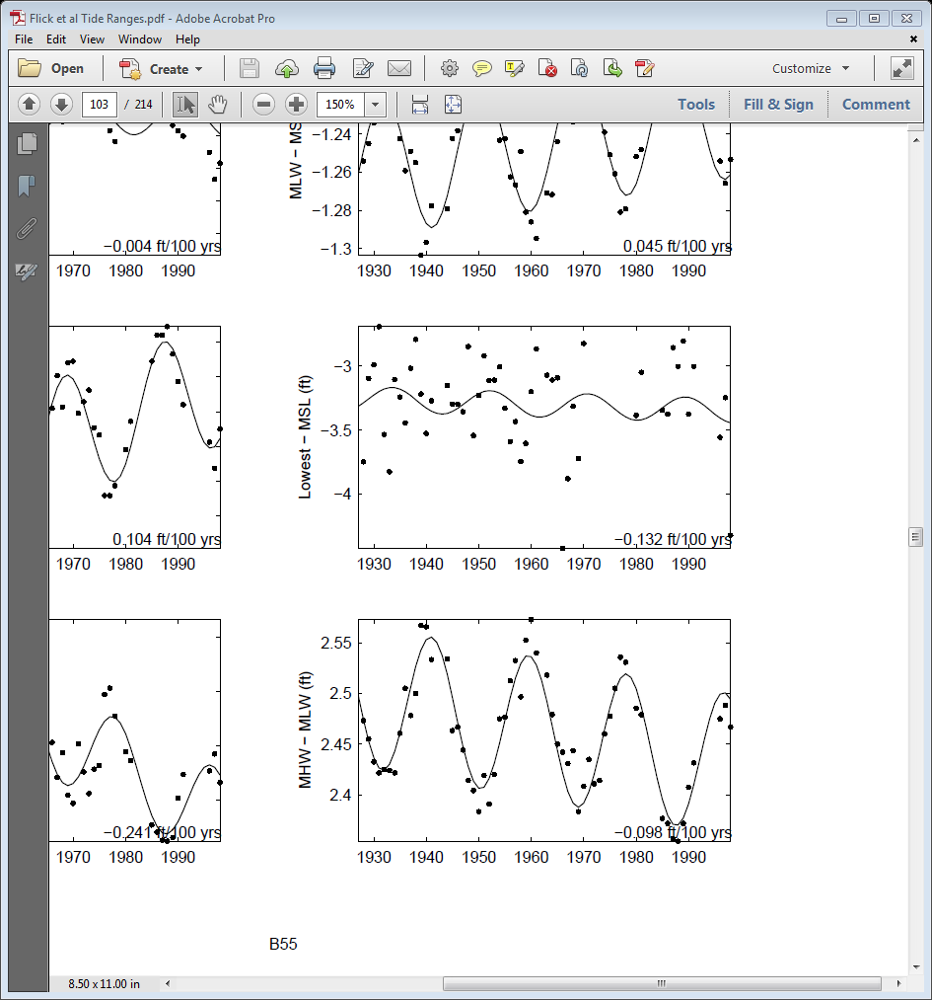 Flick et al Tide Ranges.pdf - Adobe Acrobat Pro
File Edit View Window Help
Open Create Customize
103 / 214 150% Tools Fill & Sign Comment
−1.24
−1.26
−1.28
−1.3
MLW − MS
−0.004 ft/100 yrs
0.045 ft/100 yrs
1970 1980 1990
1930 1940 1950 1960 1970 1980 1990
−3
−3.5
−4
Lowest − MSL (ft)
0.104 ft/100 yrs
−0.132 ft/100 yrs
1970 1980 1990
1930 1940 1950 1960 1970 1980 1990
2.55
2.5
2.45
2.4
MHW − MLW (ft)
−0.241 ft/100 yrs
−0.098 ft/100 yrs
1970 1980 1990
1930 1940 1950 1960 1970 1980 1990
B55
8.50 x 11.00 in